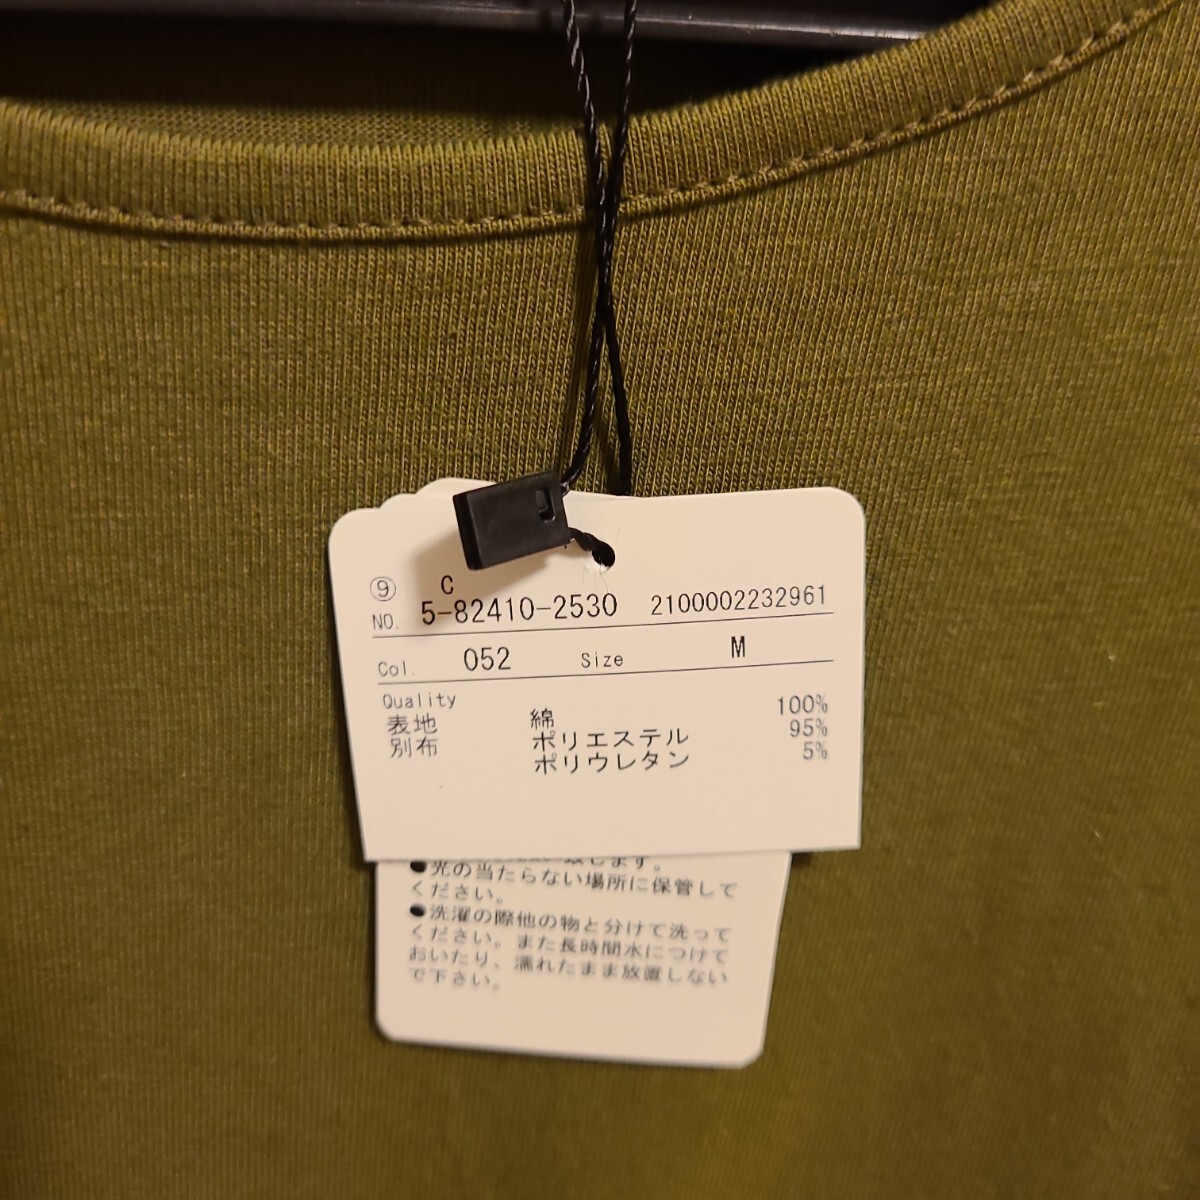 ⑨ C
NO. 5-82410-2530 2100002232961
Col. 052 Size M
Quality
表地 綿 100%
別布 ポリエステル 95%
ポリウレタン 5%
致します。
●光の当たらない場所に保管して
ください。
●洗濯の際他の物と分けて洗って
ください。また長時間水につけて
おいたり、濡れたまま放置しない
で下さい。